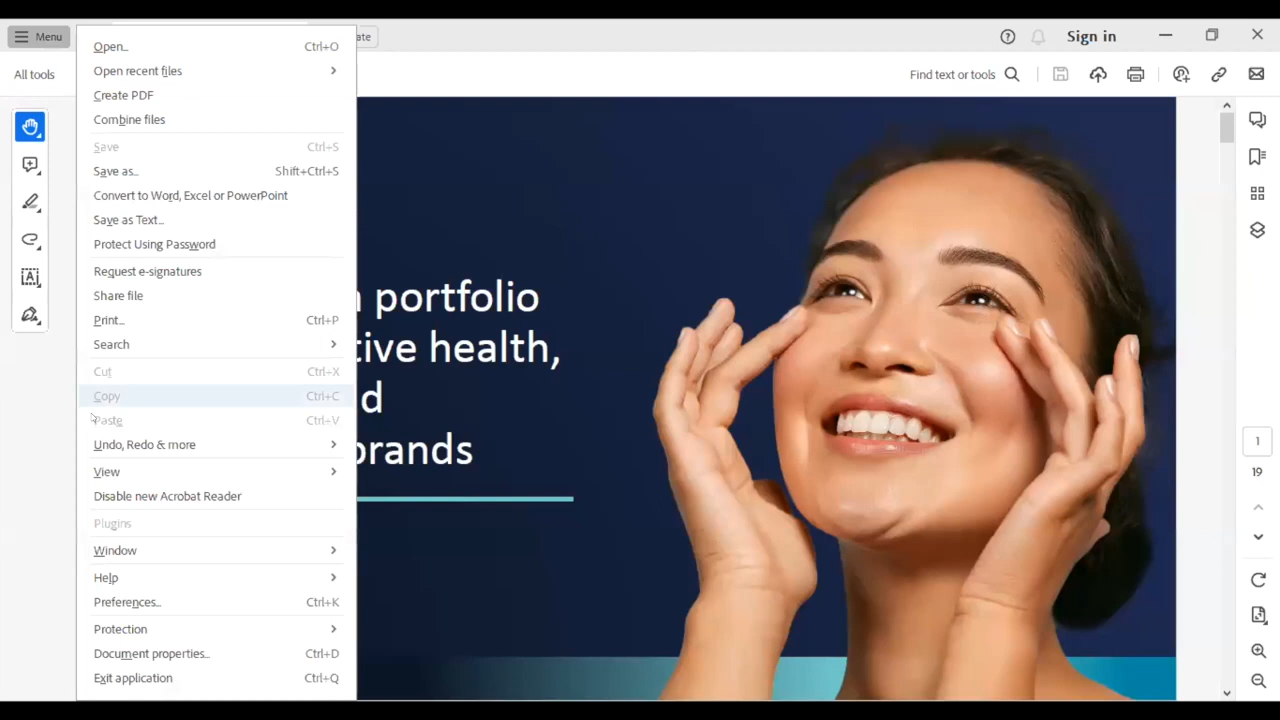 Menu
ate
Sign in
All tools
Find text or tools
Open... Ctrl+O
Open recent files
Create PDF
Combine files
Save Ctrl+S
Save as... Shift+Ctrl+S
Convert to Word, Excel or PowerPoint
Save as Text...
Protect Using Password
Request e-signatures
Share file
Print... Ctrl+P
Search
Cut Ctrl+X
Copy Ctrl+C
Paste Ctrl+V
Undo, Redo & more
View
Disable new Acrobat Reader
Plugins
Window
Help
Preferences... Ctrl+K
Protection
Document properties... Ctrl+D
Exit application Ctrl+Q
portfolio
tive health,
d
brands
1
19